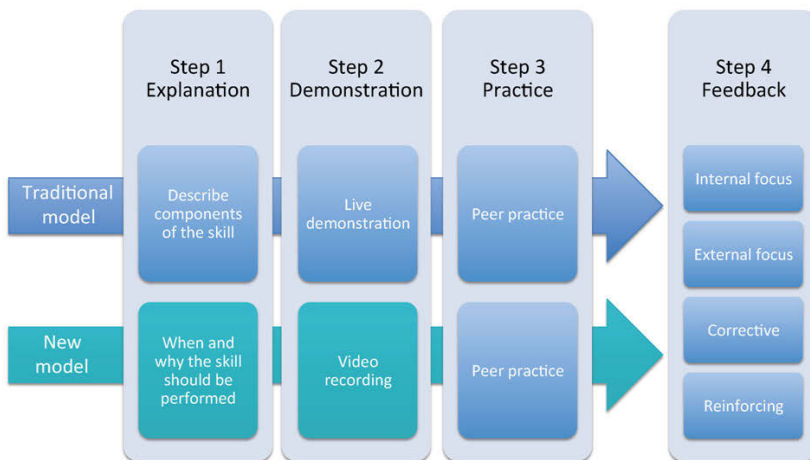 Step 1
Explanation
Step 2
Demonstration
Step 3
Practice
Step 4
Feedback
Traditional
model
Describe
components
of the skill
Live
demonstration
Peer practice
Internal focus
External focus
New
model
When and
why the skill
should be
performed
Video
recording
Peer practice
Corrective
Reinforcing